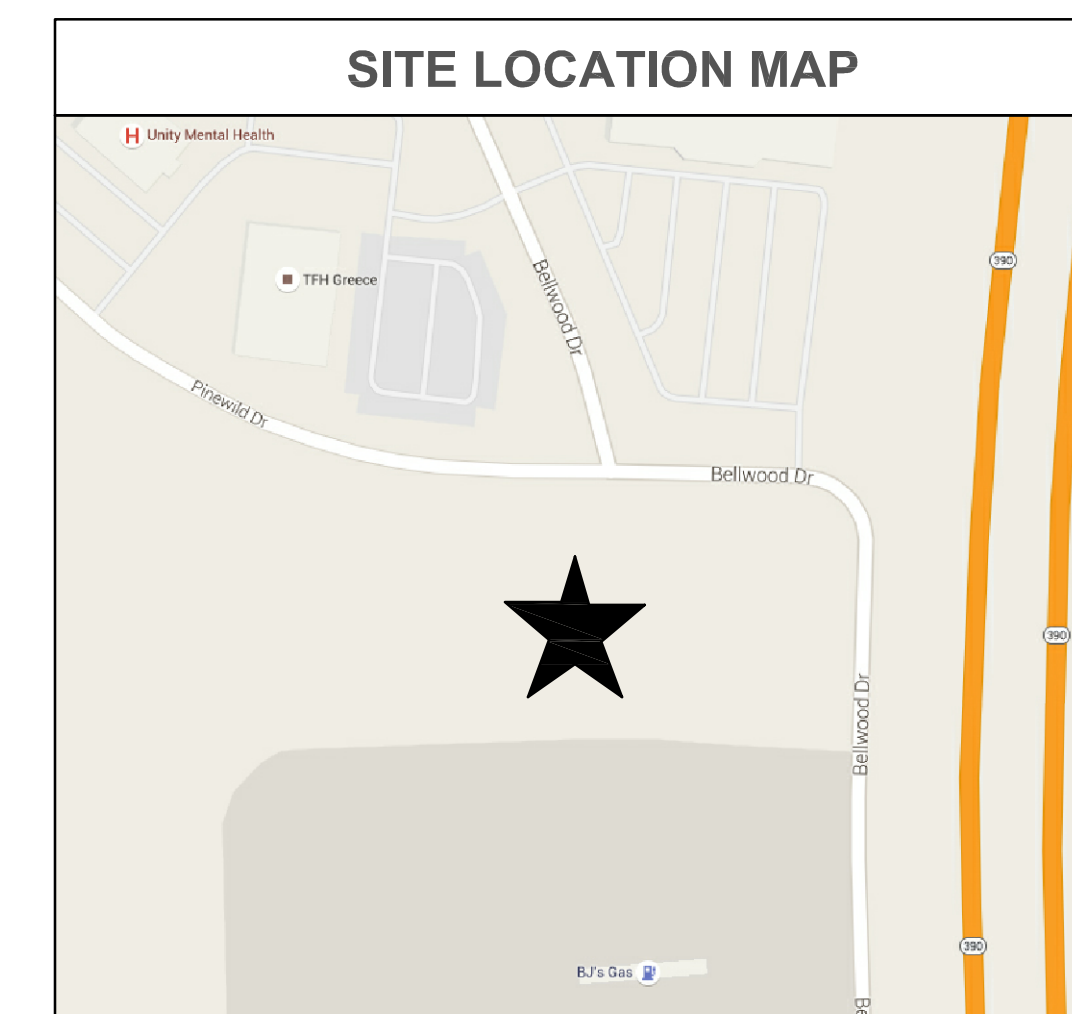 SITE LOCATION MAP
Unity Mental Health
390
TFH Greece
Bellwood Dr
Pinewild Dr
Bellwood Dr
390
Bellwood Dr
390
BJ's Gas
Be